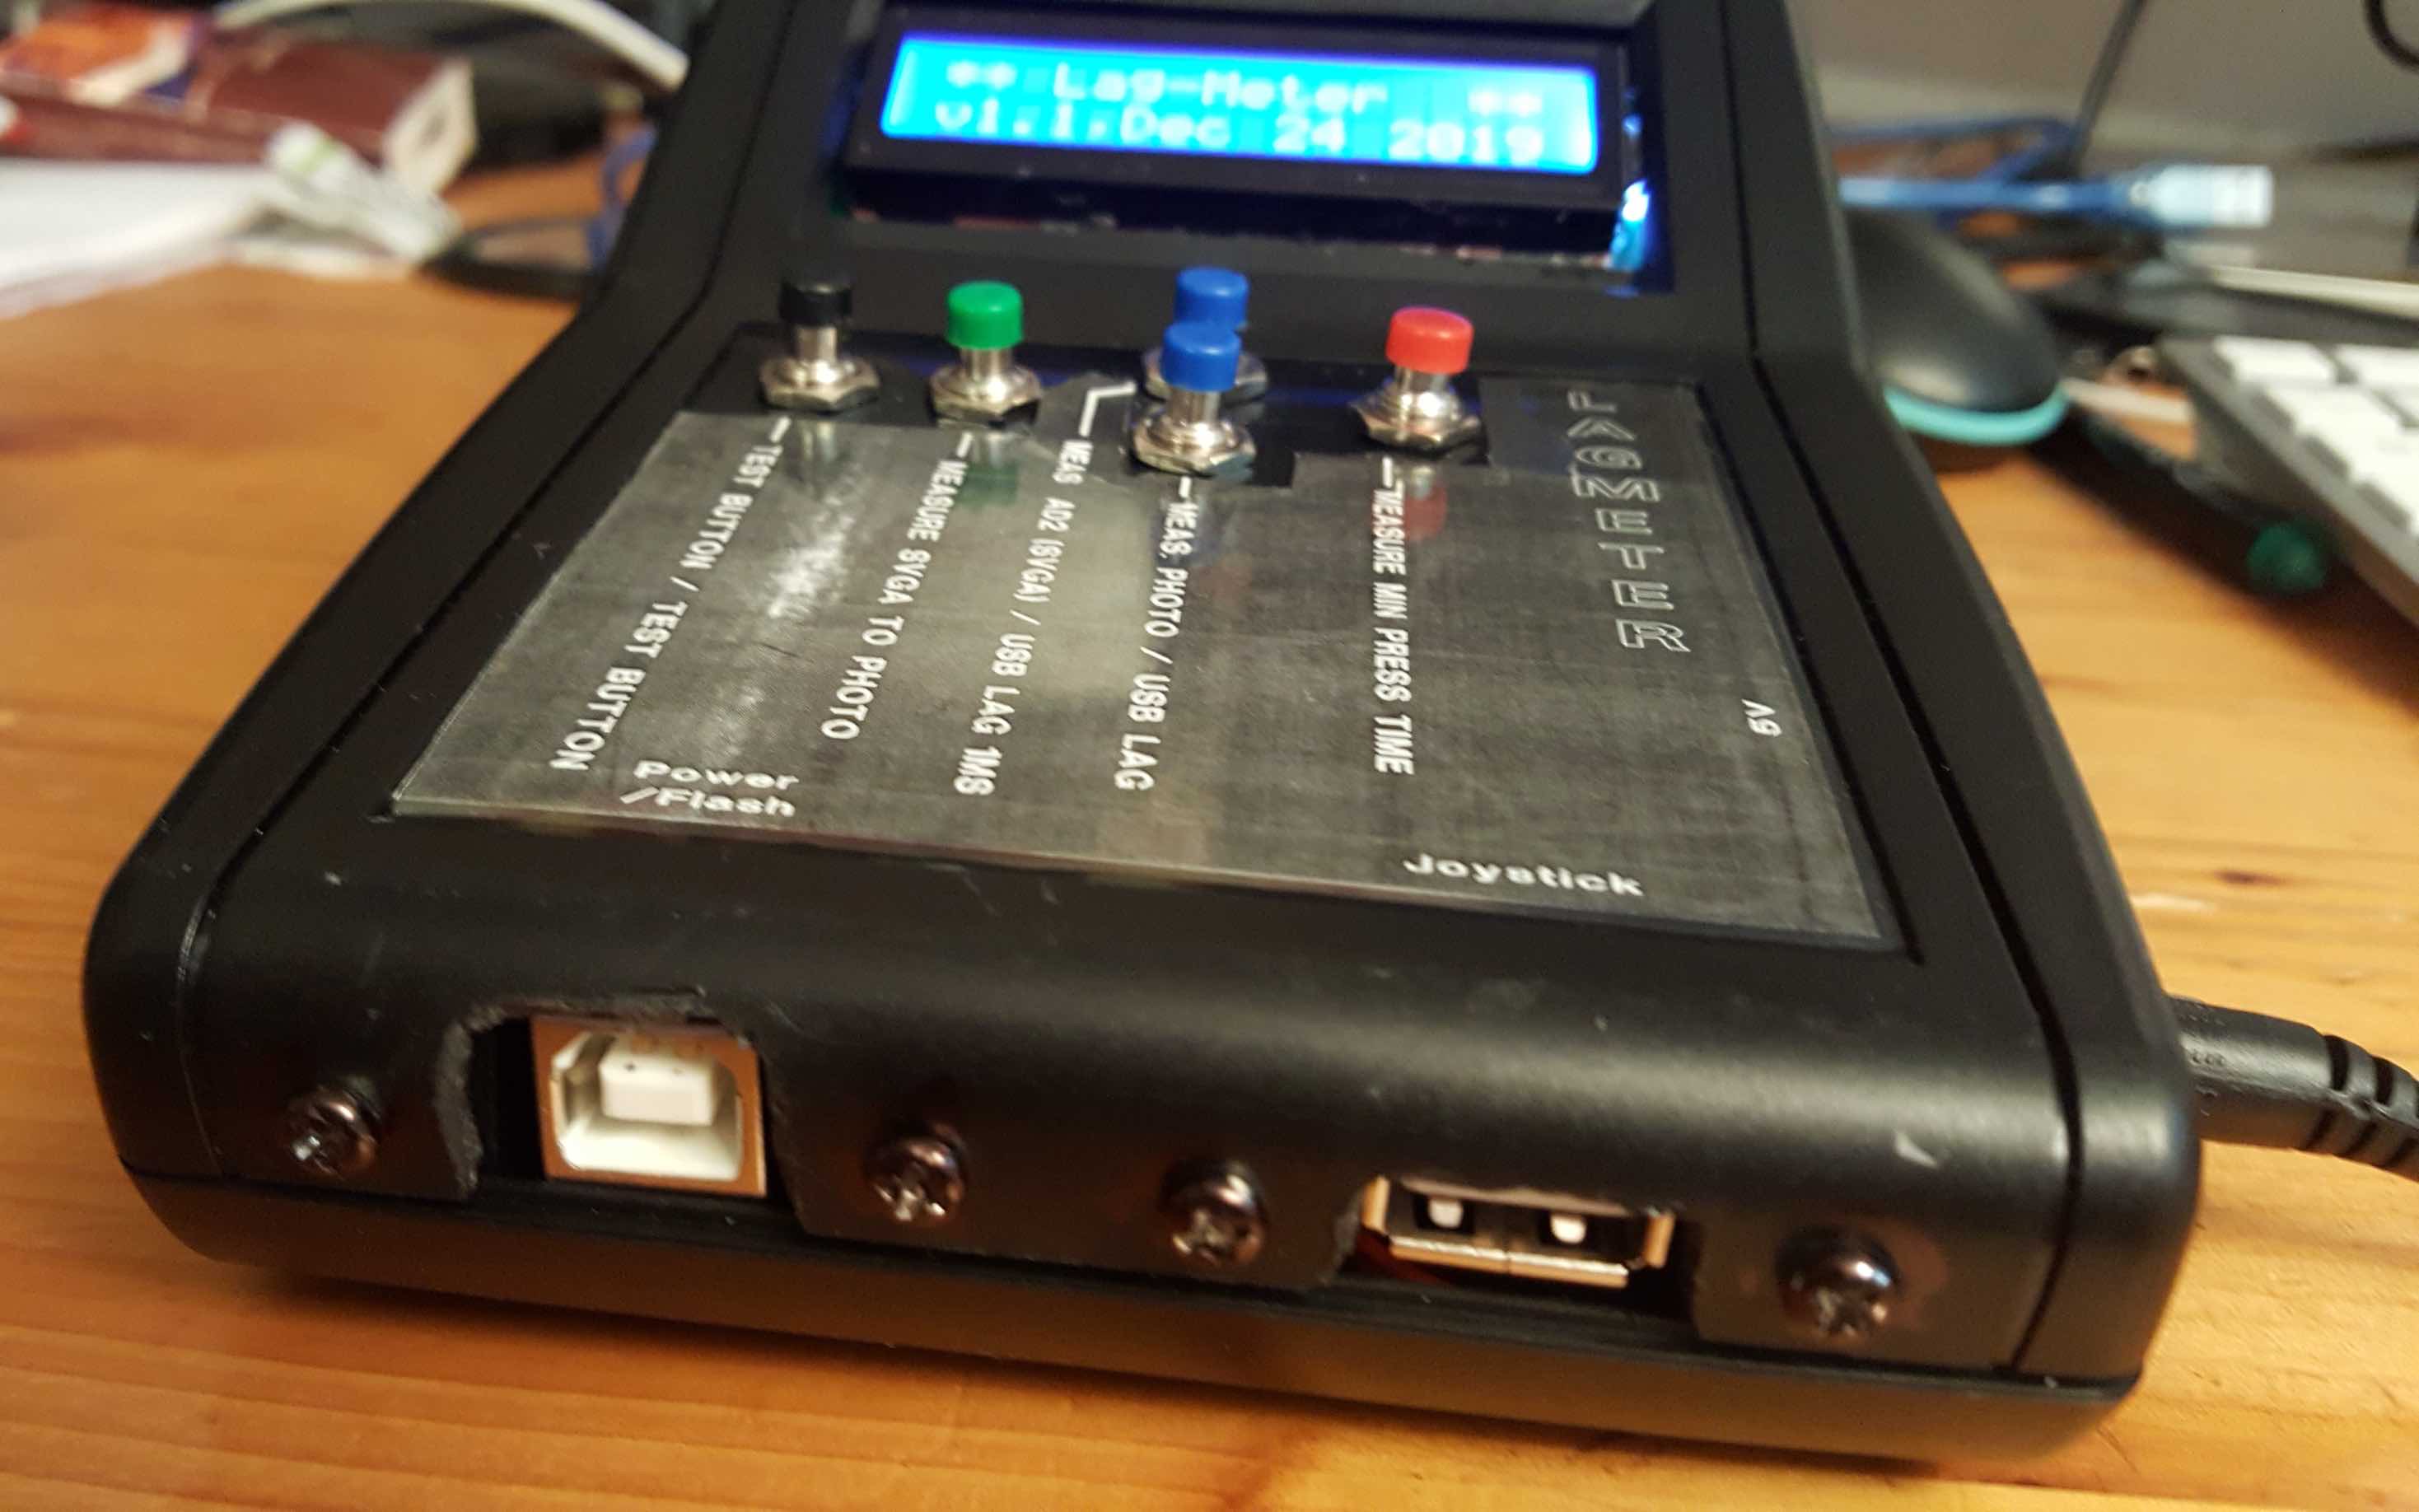 ** Lag-Meter **
v1.1,Dec 24 2019
TEST BUTTON / TEST BUTTON
MEASURE SVGA TO PHOTO
MEAS AD2 (SVGA) / USB LAG 1MS
MEAS. PHOTO / USB LAG
MEASURE MIN PRESS TIME
LAGMETER
5V
Power
/Flash
Joystick